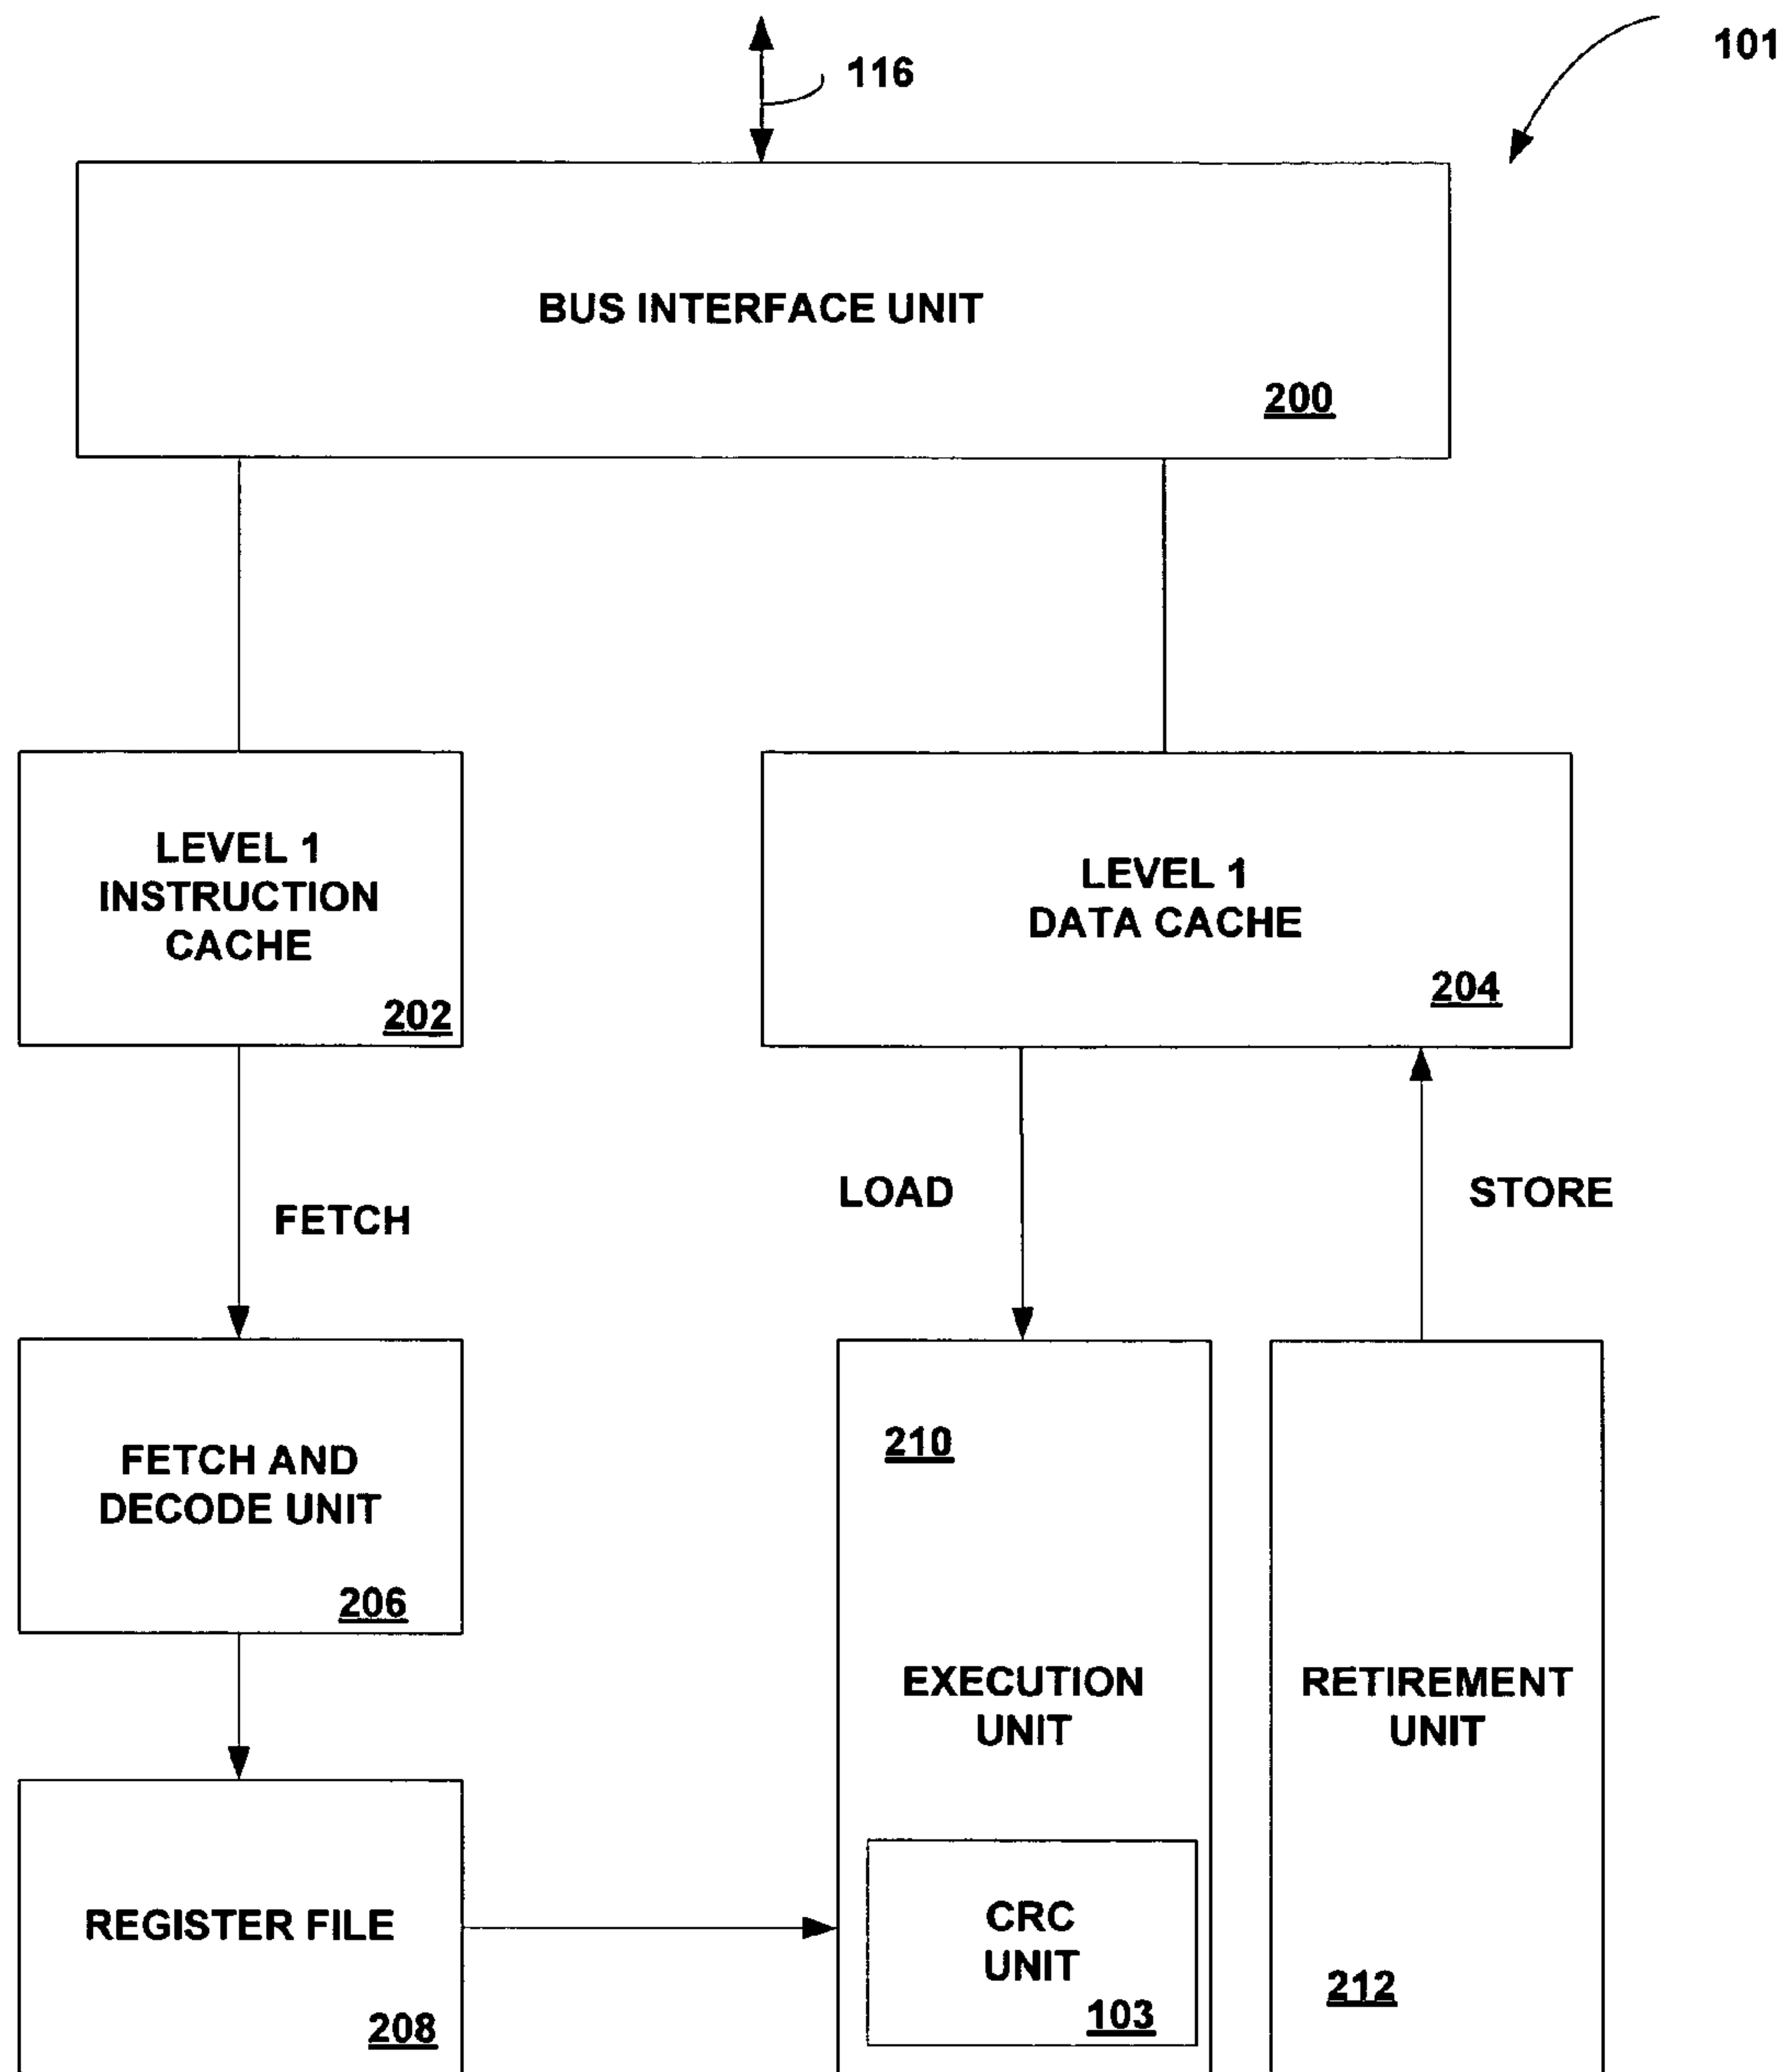 101
116
BUS INTERFACE UNIT
200
LEVEL 1
INSTRUCTION
CACHE
202
LEVEL 1
DATA CACHE
204
FETCH
LOAD
STORE
FETCH AND
DECODE UNIT
206
210
EXECUTION
UNIT
RETIREMENT
UNIT
REGISTER FILE
208
CRC
UNIT
103
212